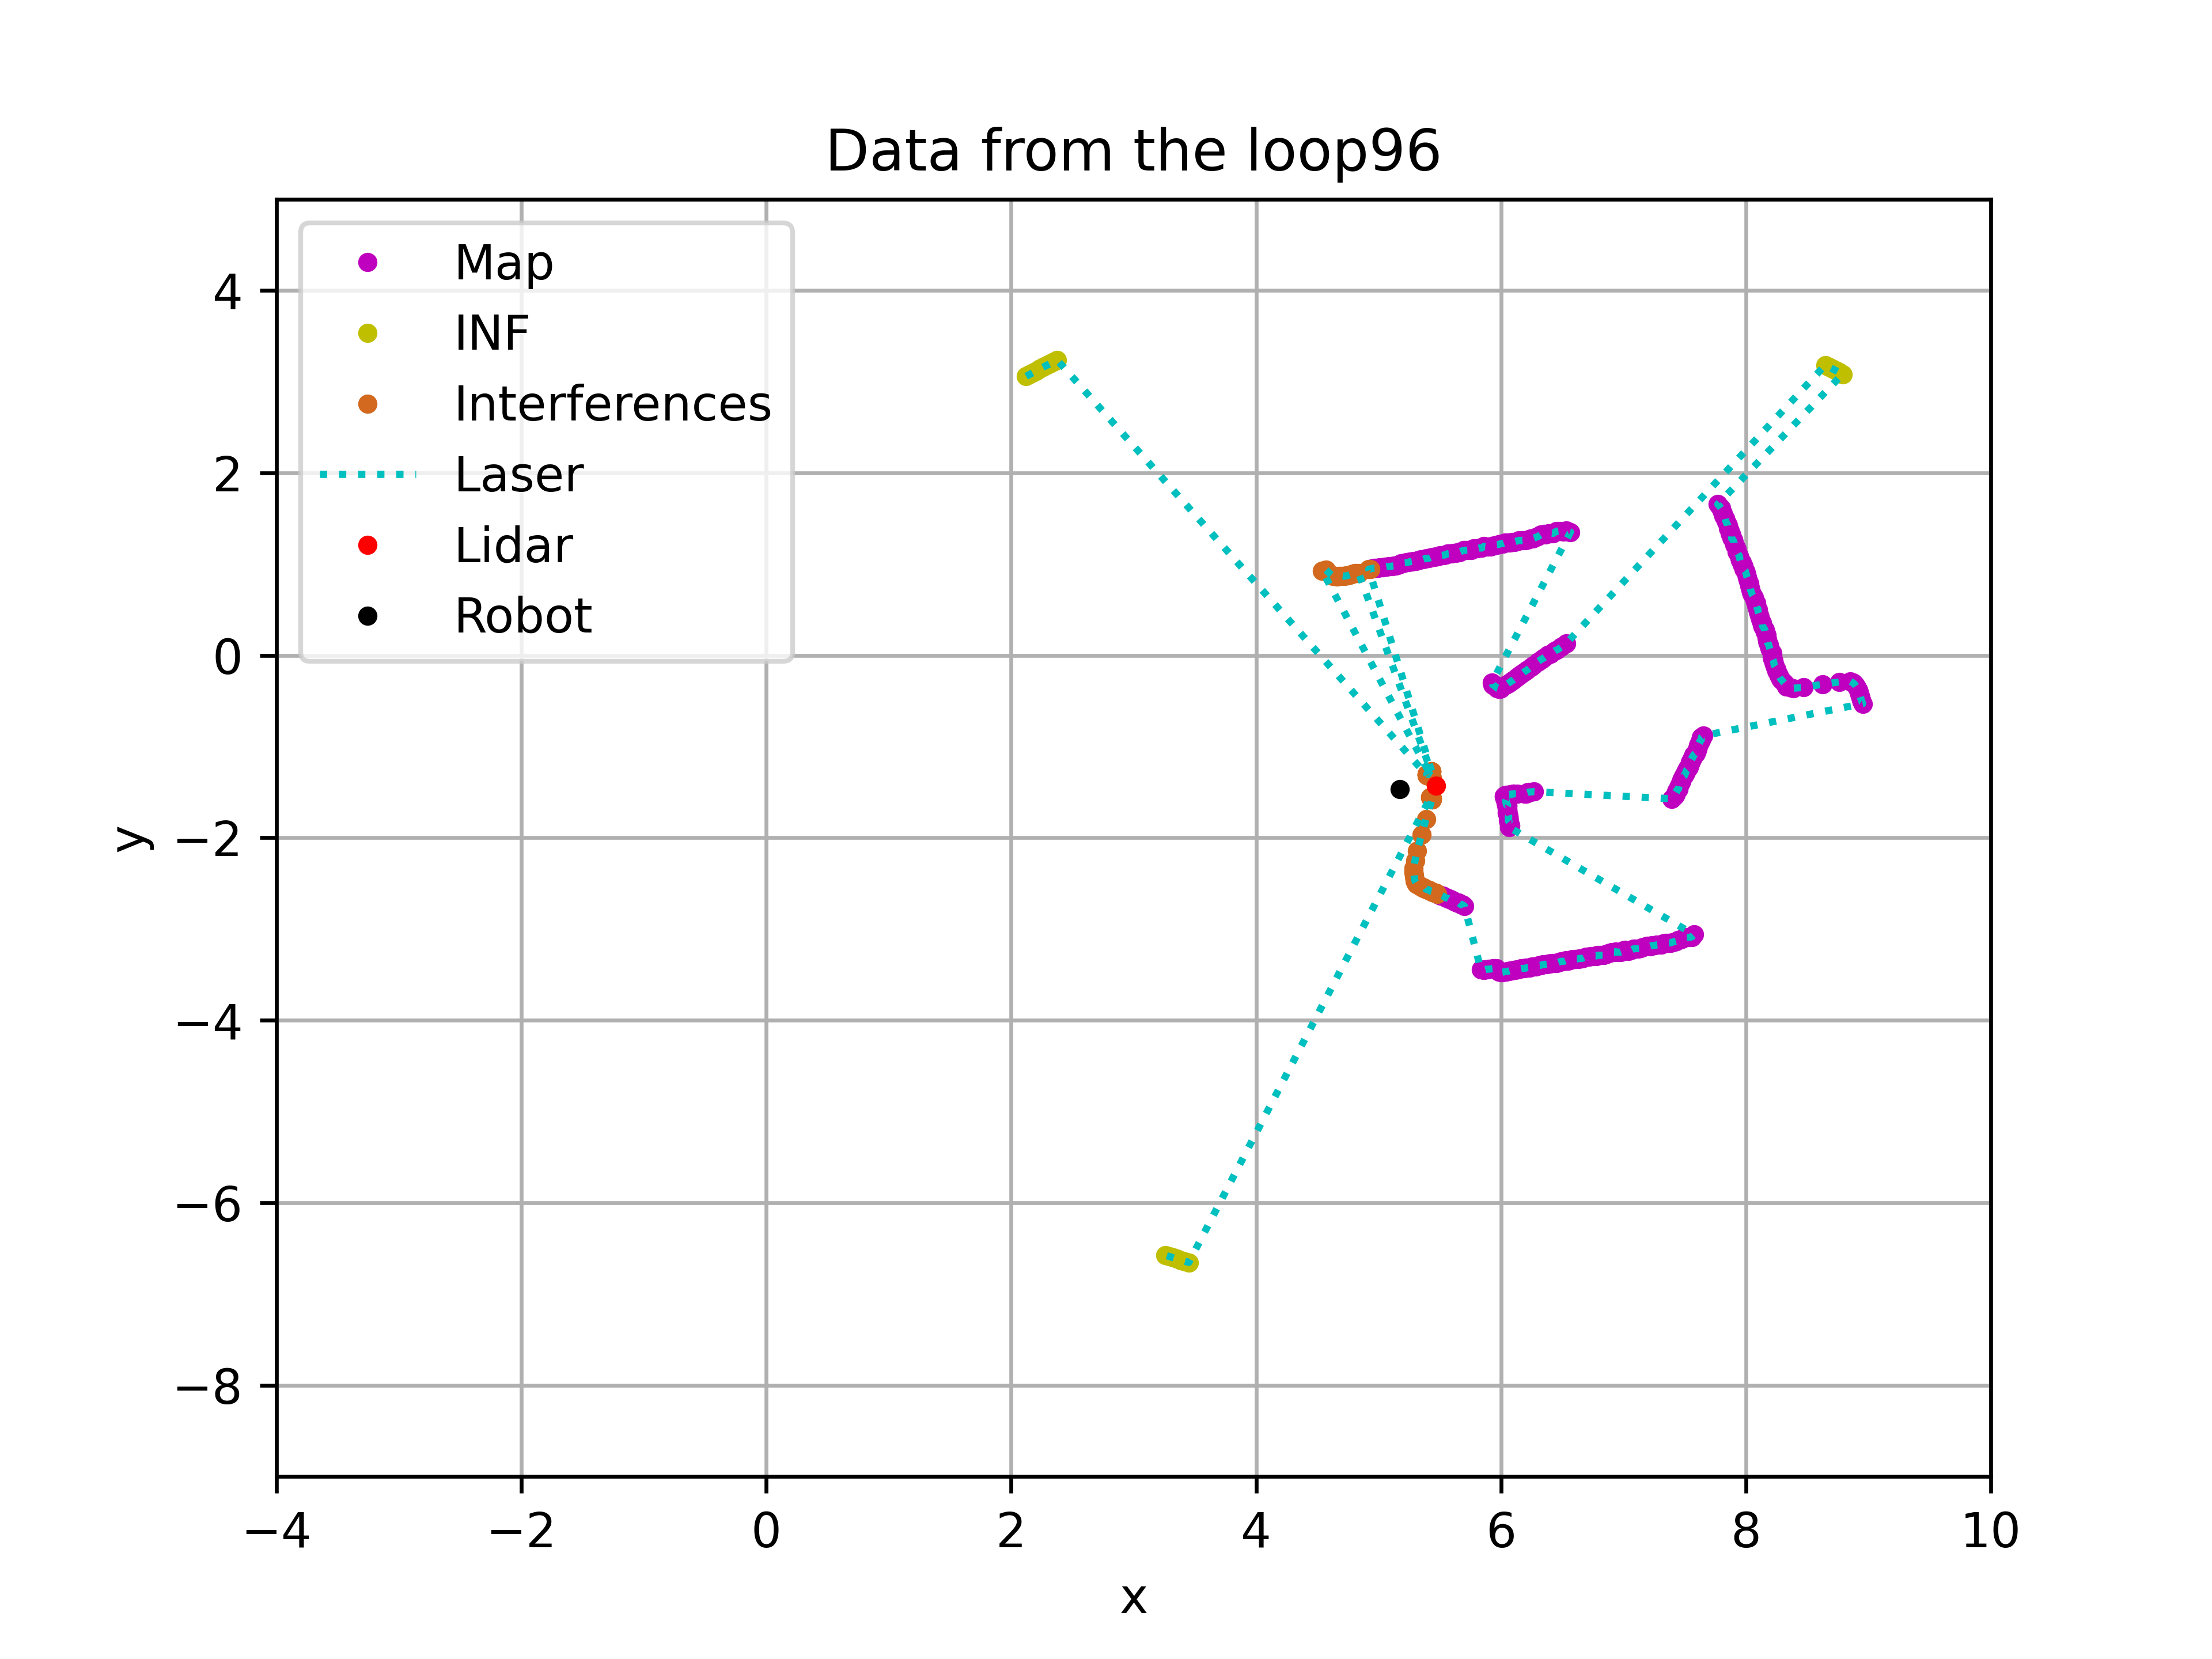 Data from the loop96
Map
INF
Interferences
Laser
Lidar
Robot
4
2
0
−2
−4
−6
−8
y
−4 −2 0 2 4 6 8 10
x